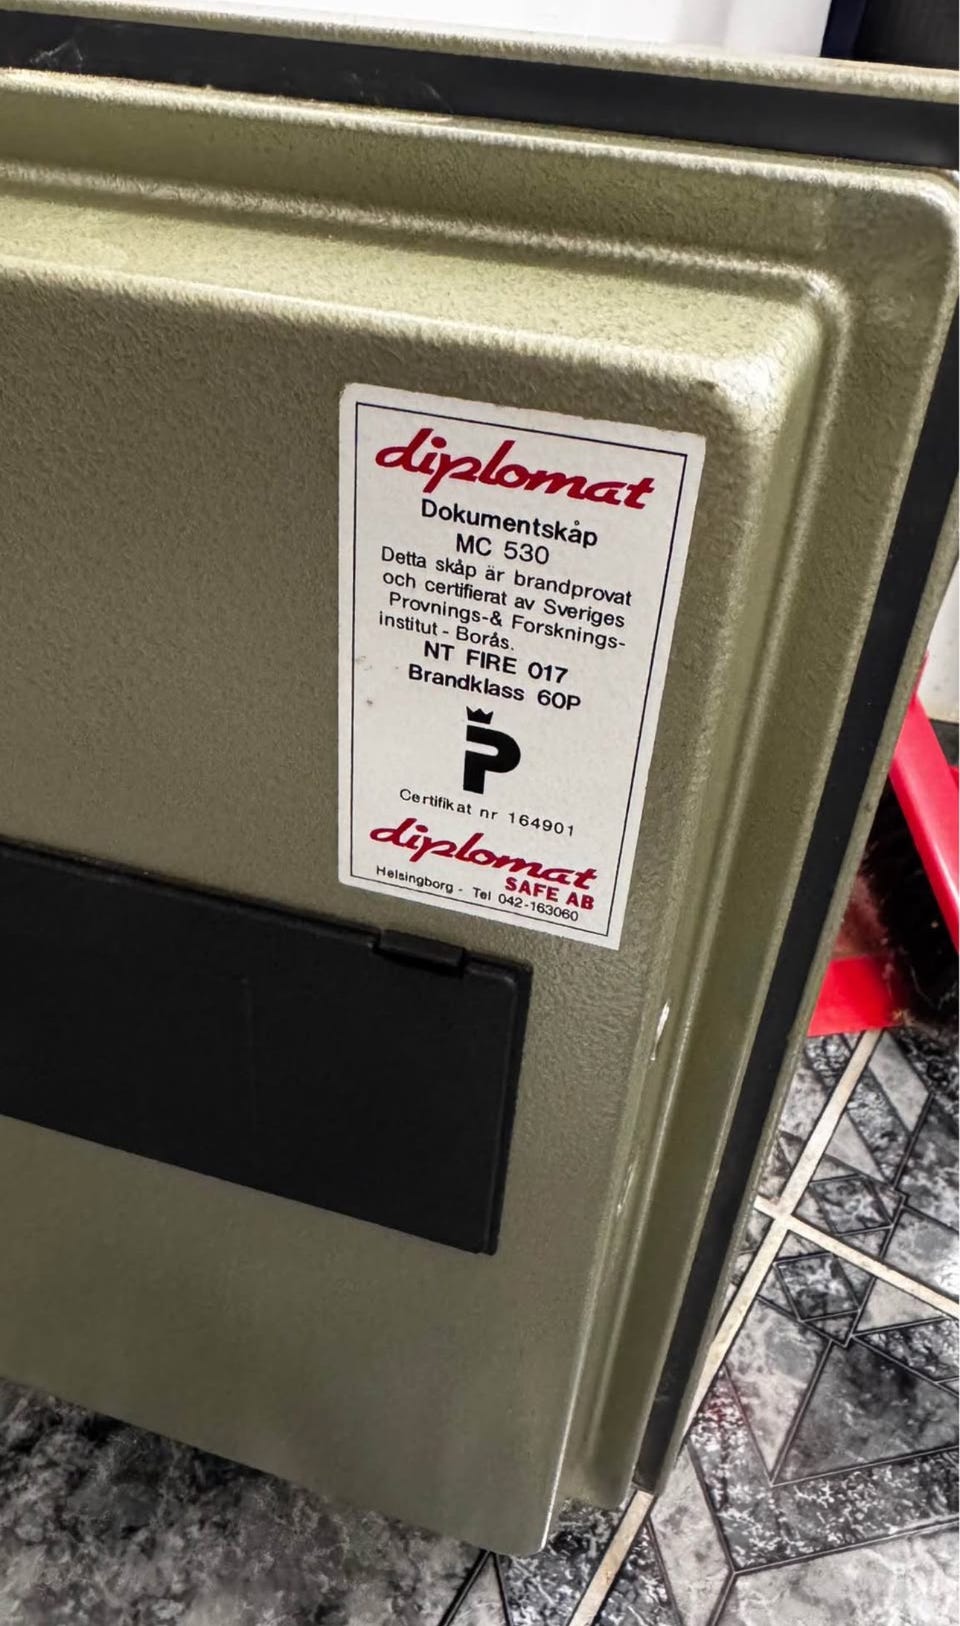 diplomat
Dokumentskåp
MC 530
Detta skåp är brandprovat
och certifierat av Sveriges
Provnings-& Forsknings-
institut - Borås.
NT FIRE 017
Brandklass 60P
P
Certifikat nr 164901
diplomat
SAFE AB
Helsingborg - Tel 042-163060